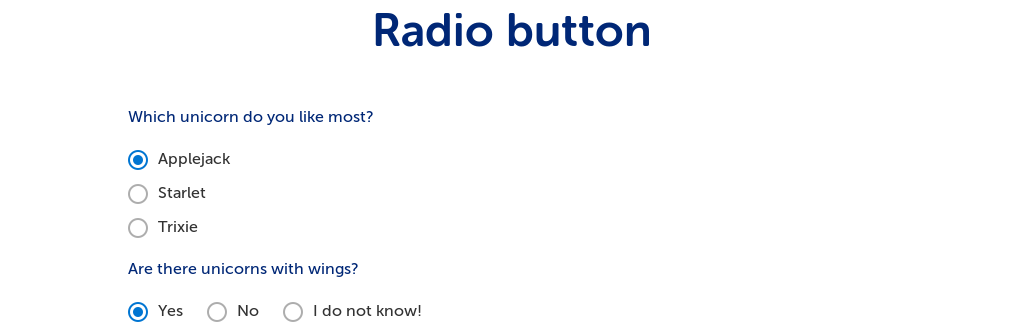 Radio button
Which unicorn do you like most?
Applejack
Starlet
Trixie
Are there unicorns with wings?
Yes No I do not know!